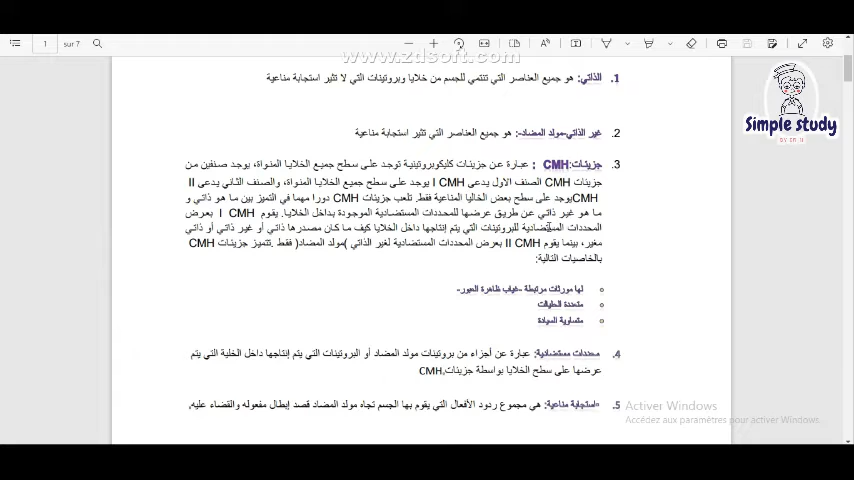 1 sur 7
www.zdsoft.com
1. الذاتي: هو جميع العناصر التي تنتمي للجسم من خلايا وبروتينات التي لا تثير استجابة مناعية
2. غير الذاتي-مولد المضاد-: هو جميع العناصر التي تثير استجابة مناعية
3. جزيئات:CMH : عبارة عن جزيئات كليكوبروتينية توجد على سطح جميع الخلايا المنواة، يوجد صنفين من
جزيئات CMH الصنف الاول يدعى CMH I يوجد على سطح جميع الخلايا المنواة، والصنف الثاني يدعى II
CMHيوجد على سطح بعض الخاليا المناعية فقط. تلعب جزيئات CMH دورا مهما في التميز بين ما هو ذاتي و
ما هو غير ذاتي عن طريق عرضها للمحددات المستضادية الموجودة بداخل الخلايا. يقوم CMH I بعرض
المحددات المستضادية للبروتينات التي يتم إنتاجها داخل الخلايا كيف ما كان مصدرها ذاتي أو غير ذاتي أو ذاتي
مغير، بينما يقوم CMH II بعرض المحددات المستضادية لغير الذاتي )مولد المضاد( فقط .تتميز جزيئات CMH
بالخاصيات التالية:
○ لها مورثات مرتبطة -غياب ظاهرة العبور-
○ متعددة الحليلات
○ متساوية السيادة
4. محددات مستضادية: عبارة عن أجزاء من بروتينات مولد المضاد أو البروتينات التي يتم إنتاجها داخل الخلية التي يتم
عرضها على سطح الخلايا بواسطة جزيئات.CMH
5. استجابة مناعية: هي مجموع ردود الأفعال التي يقوم بها الجسم تجاه مولد المضاد قصد إبطال مفعوله والقضاء عليه.
Simple study
Activer Windows
Accédez aux paramètres pour activer Windows.